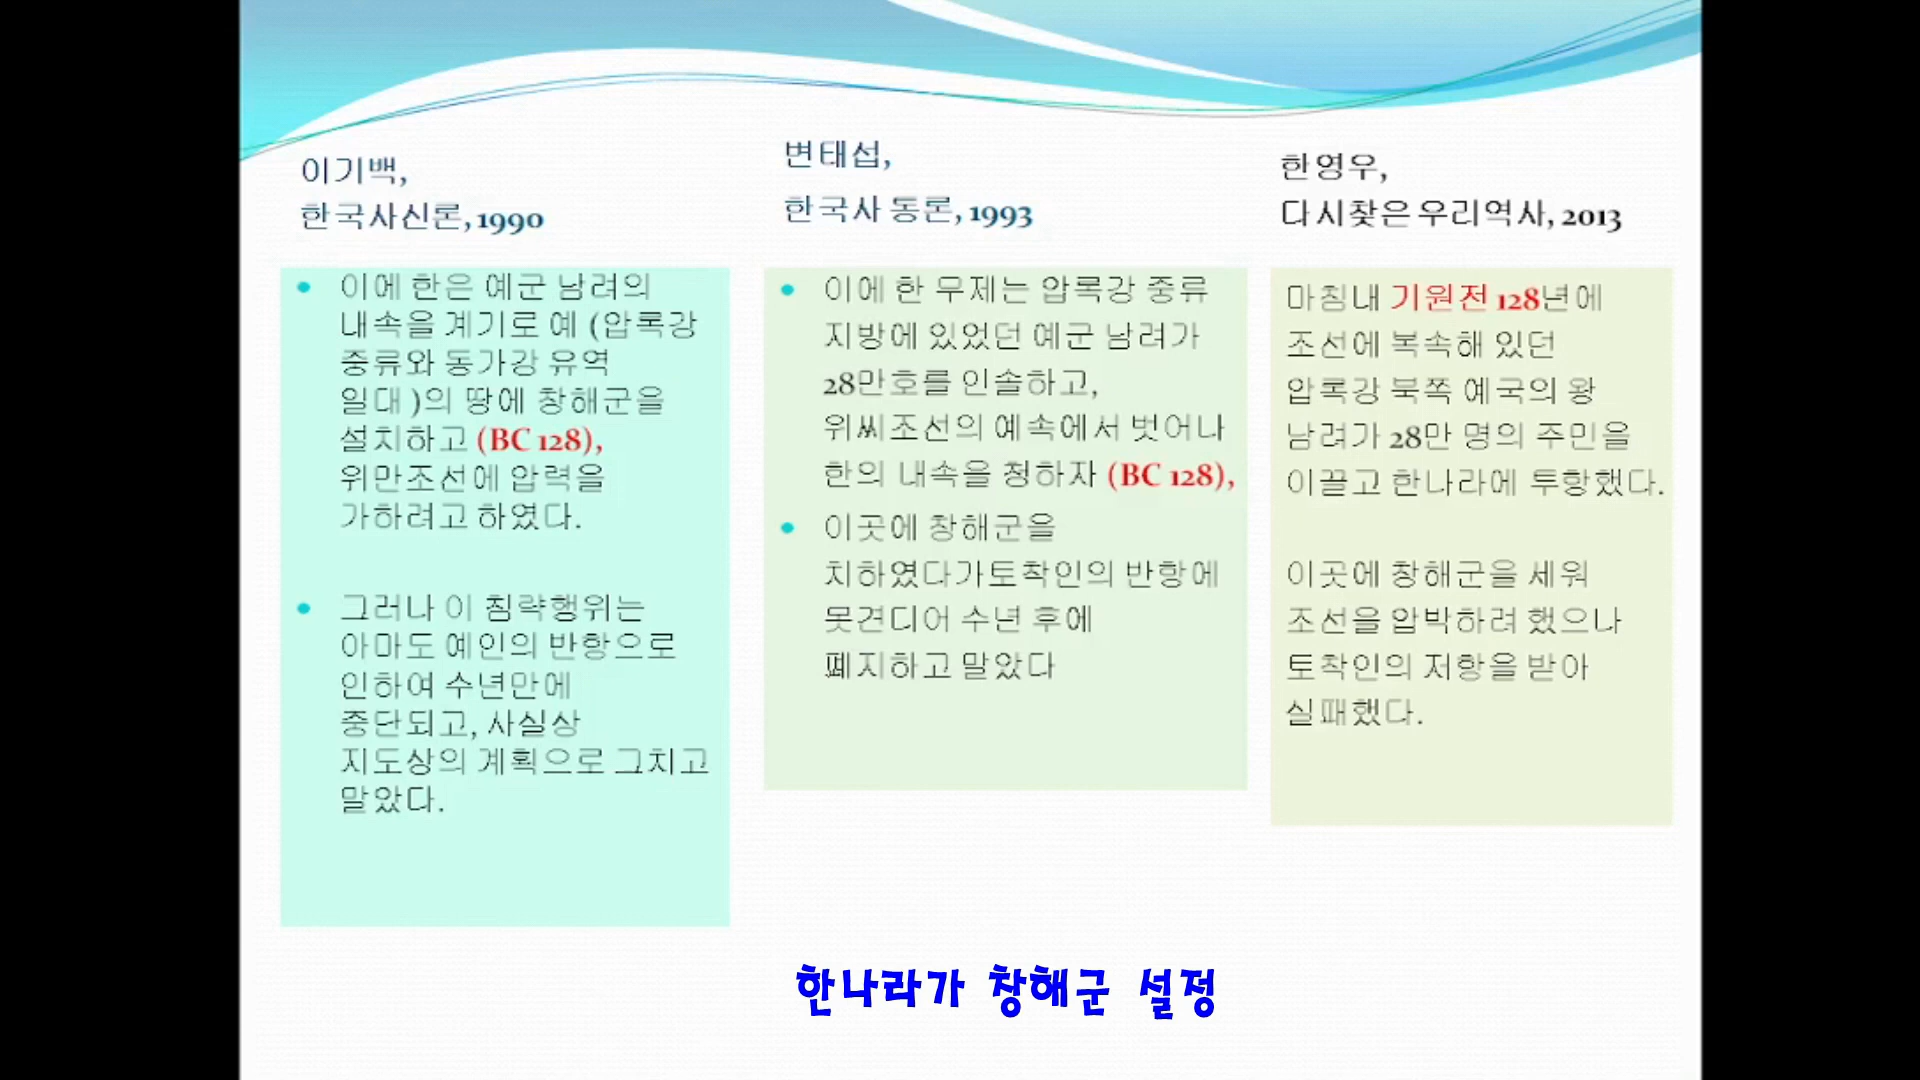 이기백,
한국사신론, 1990
이에 한은 예군 남려의
내속을 계기로 예 (압록강
중류와 동가강 유역
일대 )의 땅에 창해군을
설치하고 (BC 128),
위만조선에 압력을
가하려고 하였다.
그러나 이 침략행위는
아마도 예인의 반항으로
인하여 수년만에
중단되고, 사실상
지도상의 계획으로 그치고
말았다.
변태섭,
한국사 동론, 1993
이에 한 무제는 압록강 중류
지방에 있었던 예군 남려가
28만호를 인솔하고,
위씨조선의 예속에서 벗어나
한의 내속을 청하자 (BC 128),
이곳에 창해군을
치하였다가토착인의 반항에
못견디어 수년 후에
폐지하고 말았다
한영우,
다시찾은 우리역사, 2013
마침내 기원전 128년에
조선에 복속해 있던
압록강 북쪽 예국의 왕
남려가 28만 명의 주민을
이끌고 한나라에 투항했다.
이곳에 창해군을 세워
조선을 압박하려 했으나
토착인의 저항을 받아
실패했다.
한나라가 창해군 설정